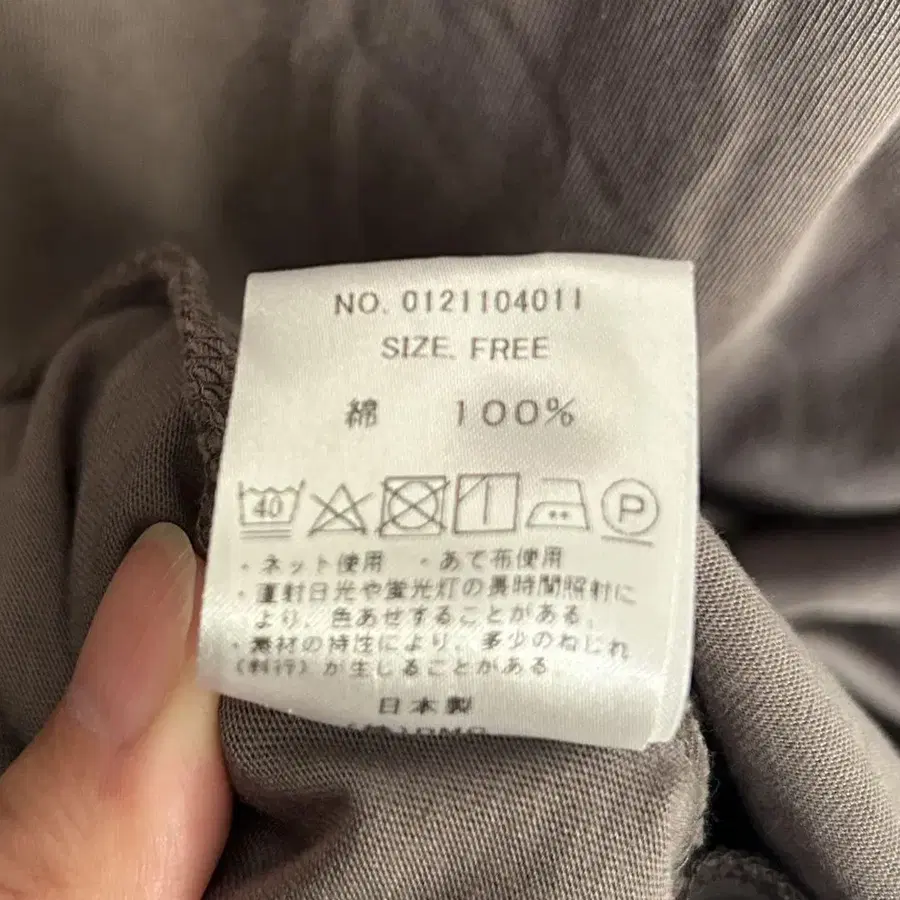 NO. 0121104011
SIZE. FREE
綿 100%
40 P
・ネット使用 ・あて布使用
・直射日光や蛍光灯の長時間照射に
より、色あせすることがある。
・素材の特性により、多少のねじれ
(斜行)が生じることがある
日本製